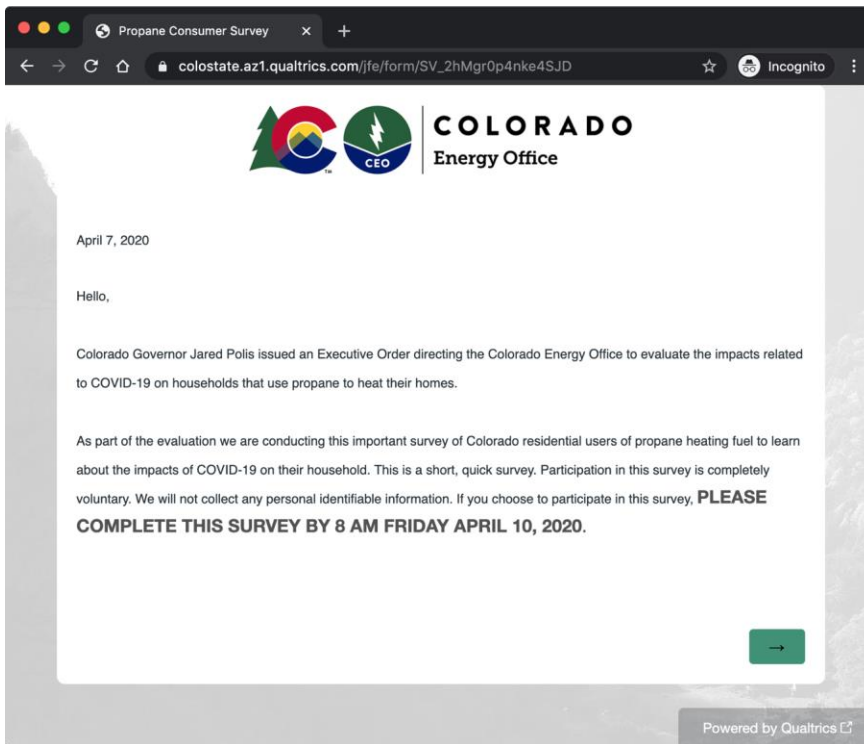 Propane Consumer Survey
colostate.az1.qualtrics.com/jfe/form/SV_2hMgr0p4nke4SJD
Incognito
COLORADO
Energy Office
CEO
TM
April 7, 2020
Hello,
Colorado Governor Jared Polis issued an Executive Order directing the Colorado Energy Office to evaluate the impacts related
to COVID-19 on households that use propane to heat their homes.
As part of the evaluation we are conducting this important survey of Colorado residential users of propane heating fuel to learn
about the impacts of COVID-19 on their household. This is a short, quick survey. Participation in this survey is completely
voluntary. We will not collect any personal identifiable information. If you choose to participate in this survey, PLEASE
COMPLETE THIS SURVEY BY 8 AM FRIDAY APRIL 10, 2020.
→
Powered by Qualtrics